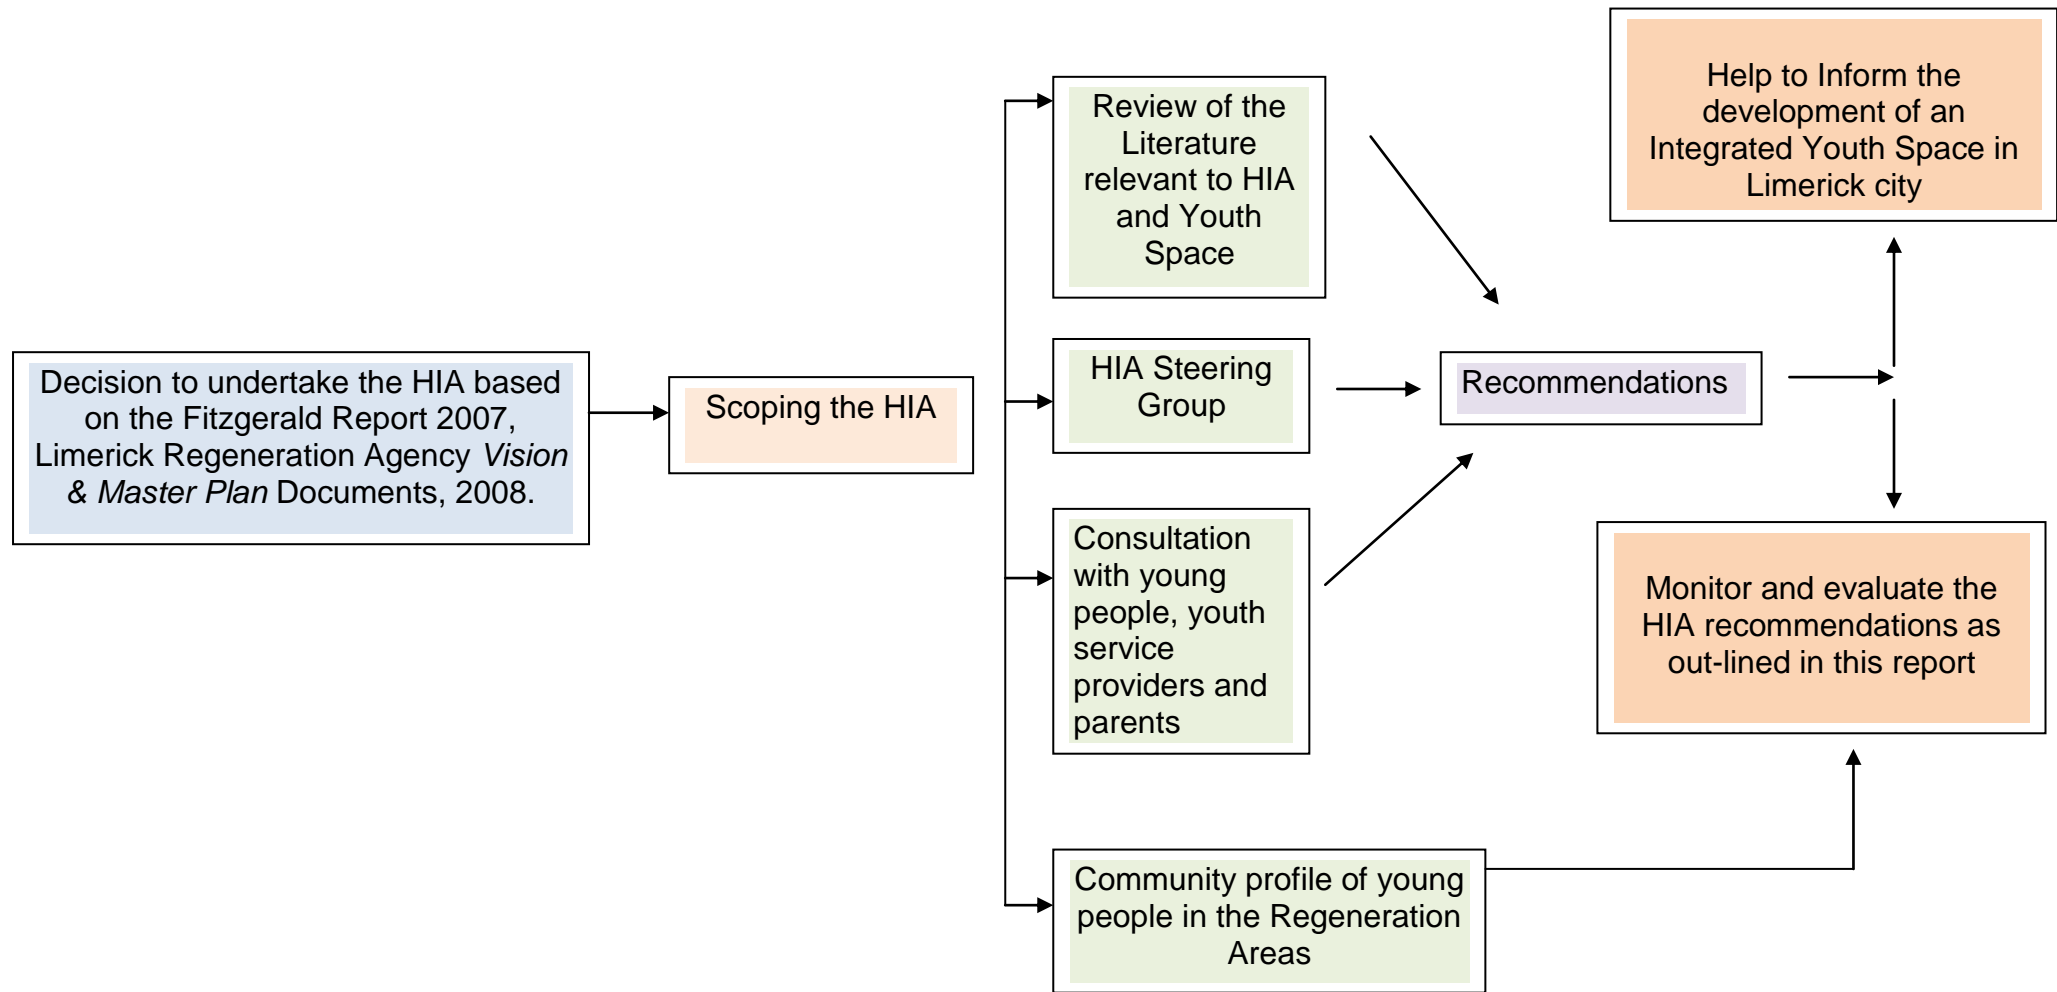 Decision to undertake the HIA based
on the Fitzgerald Report 2007,
Limerick Regeneration Agency Vision
& Master Plan Documents, 2008.
Scoping the HIA
Review of the
Literature
relevant to HIA
and Youth
Space
HIA Steering
Group
Consultation
with young
people, youth
service
providers and
parents
Community profile of young
people in the Regeneration
Areas
Recommendations
Help to Inform the
development of an
Integrated Youth Space in
Limerick city
Monitor and evaluate the
HIA recommendations as
out-lined in this report